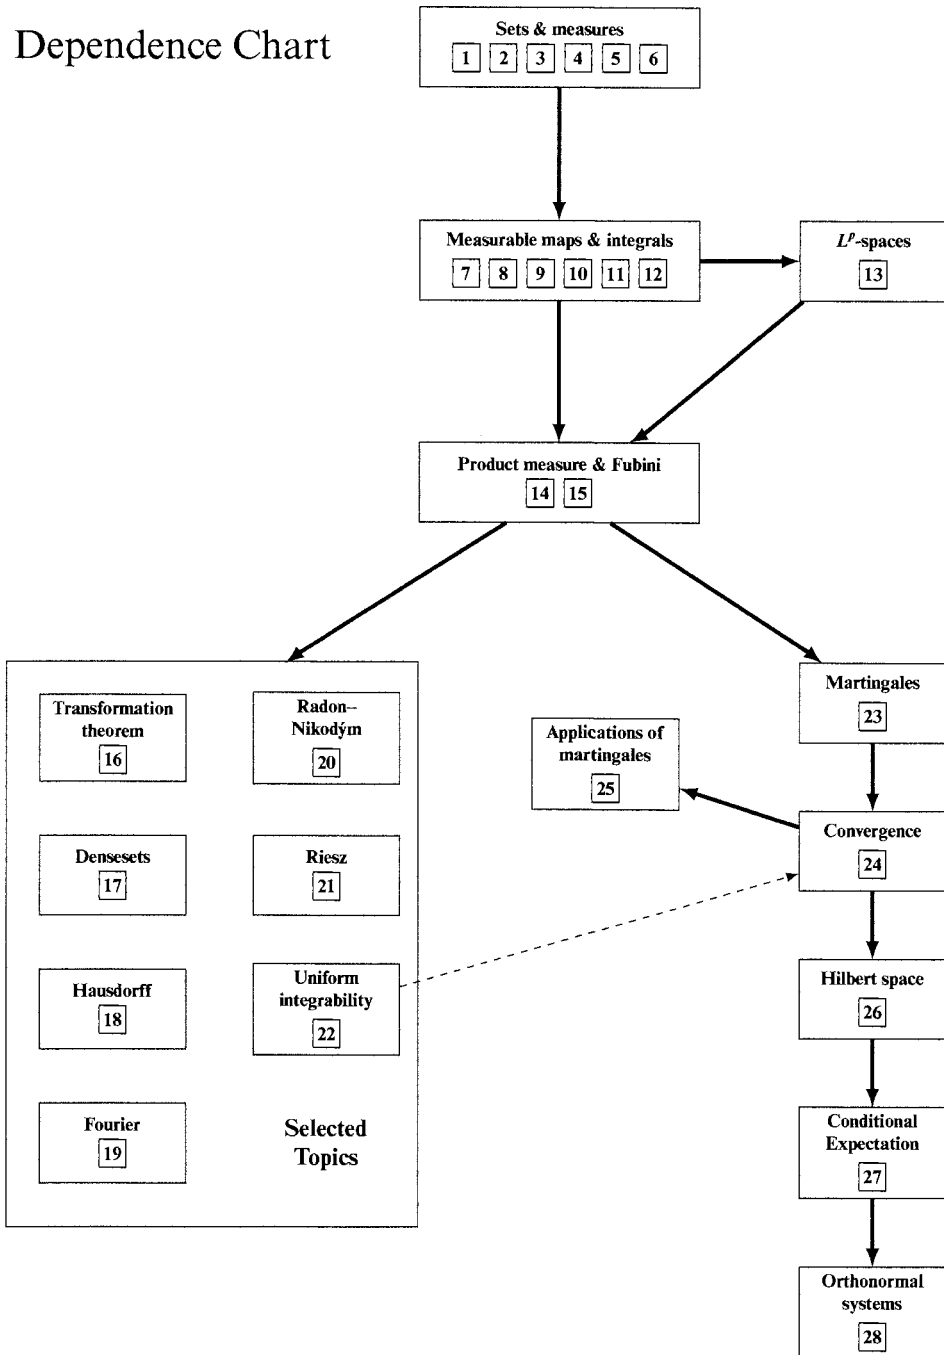 Dependence Chart
Sets & measures
1 2 3 4 5 6
Measurable maps & integrals
7 8 9 10 11 12
Lᵖ-spaces
13
Product measure & Fubini
14 15
Transformation
theorem
16
Radon–
Nikodým
20
Densesets
17
Riesz
21
Hausdorff
18
Uniform
integrability
22
Fourier
19
Selected
Topics
Martingales
23
Applications of
martingales
25
Convergence
24
Hilbert space
26
Conditional
Expectation
27
Orthonormal
systems
28